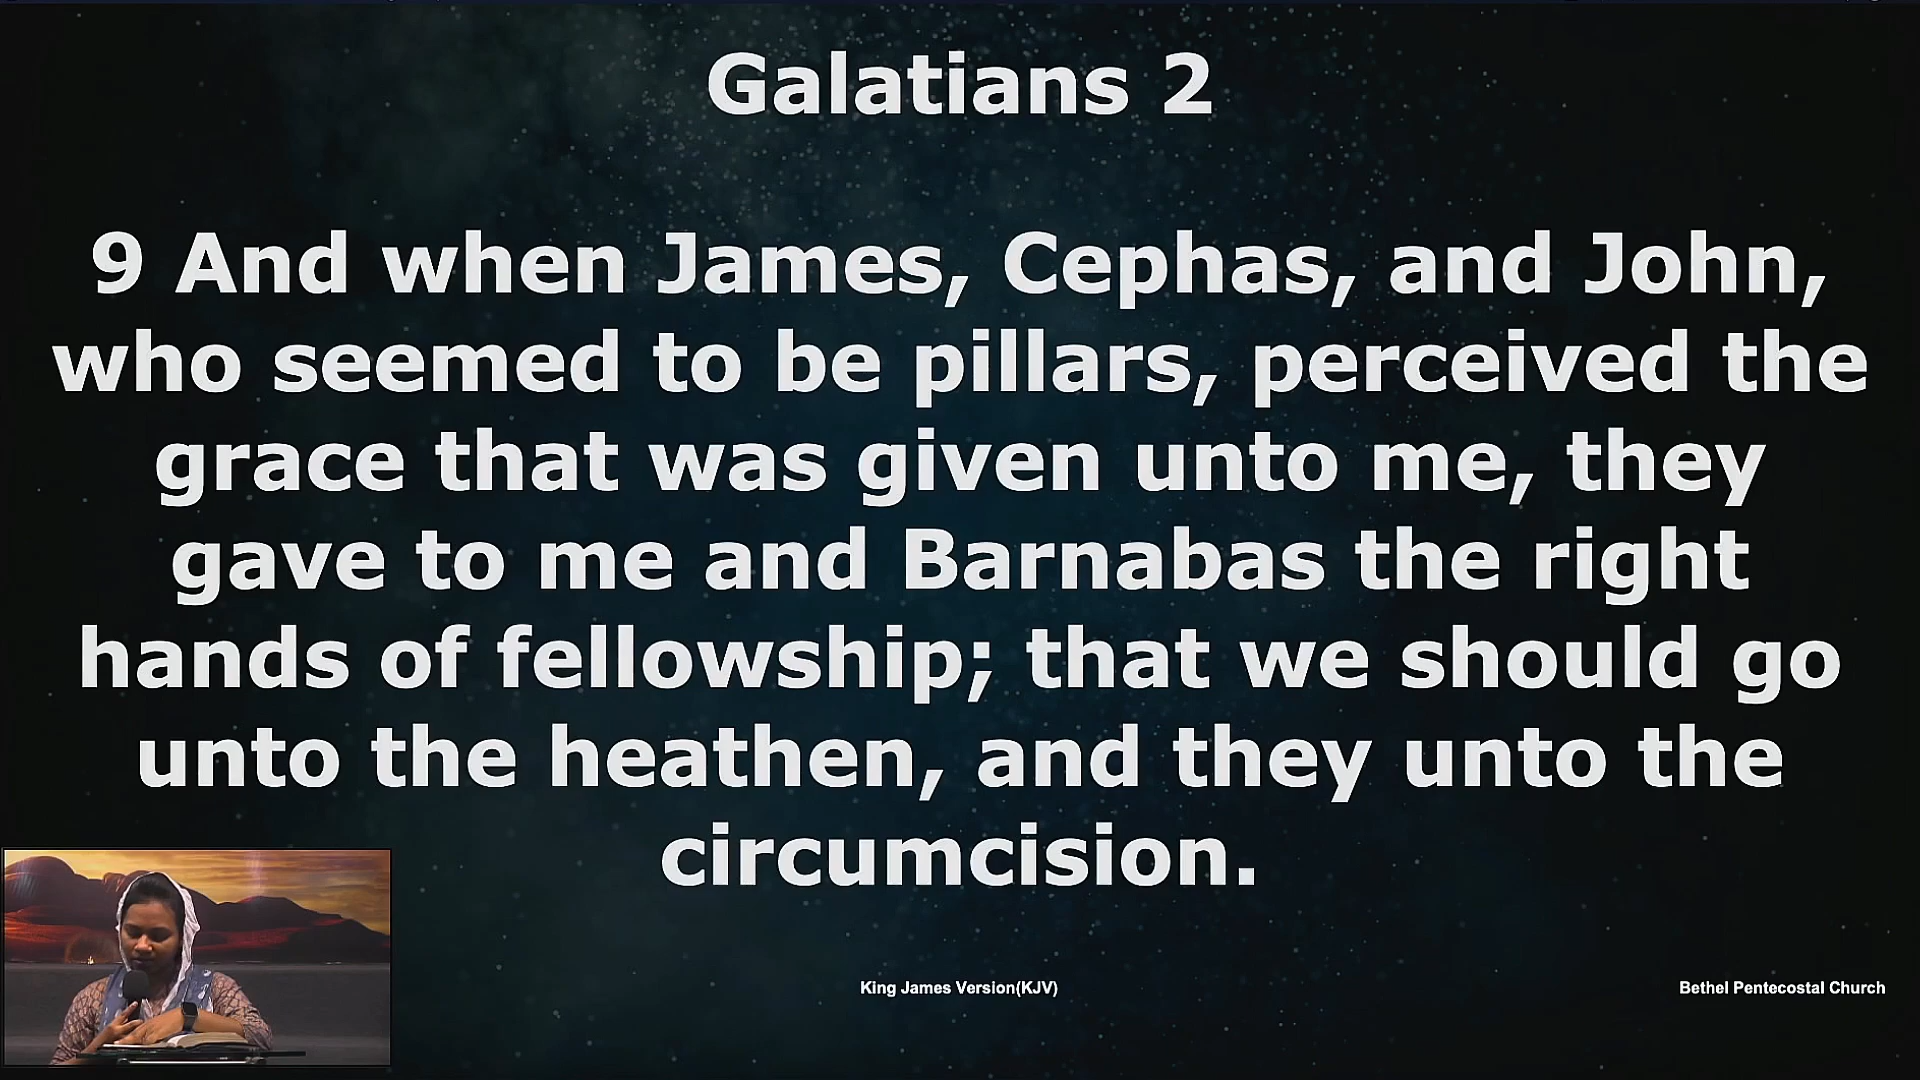 Galatians 2
9 And when James, Cephas, and John,
who seemed to be pillars, perceived the
grace that was given unto me, they
gave to me and Barnabas the right
hands of fellowship; that we should go
unto the heathen, and they unto the
circumcision.
King James Version(KJV)
Bethel Pentecostal Church